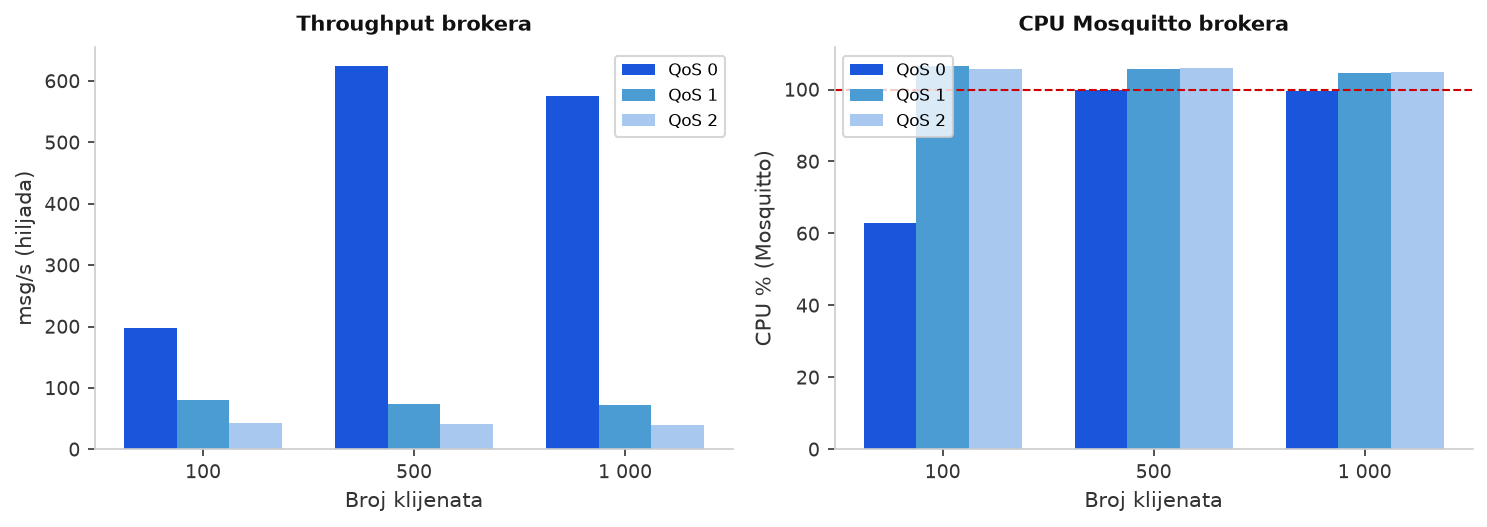 Throughput brokera
msg/s (hiljada)
600
500
400
300
200
100
0
QoS 0
QoS 1
QoS 2
100
500
1 000
Broj klijenata
CPU Mosquitto brokera
CPU % (Mosquitto)
100
80
60
40
20
0
QoS 0
QoS 1
QoS 2
100
500
1 000
Broj klijenata